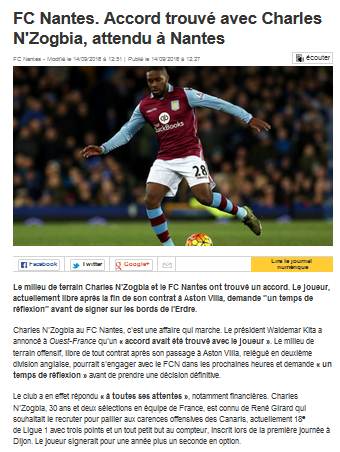 FC Nantes. Accord trouvé avec Charles
N'Zogbia, attendu à Nantes
FC Nantes - Modifié le 14/09/2016 à 12:51 | Publié le 14/09/2016 à 12:27
écouter
QuickBooks
28
Facebook
Twitter
Google+
Lire le journal
numérique
Le milieu de terrain Charles N'Zogbia et le FC Nantes ont trouvé un accord. Le joueur,
actuellement libre après la fin de son contrat à Aston Villa, demande "un temps de
réflexion" avant de signer sur les bords de l'Erdre.
Charles N'Zogbia au FC Nantes, c'est une affaire qui marche. Le président Waldemar Kita a
annoncé à Ouest-France qu'un « accord avait été trouvé avec le joueur ». Le milieu de
terrain offensif, libre de tout contrat après son passage à Aston Villa, relégué en deuxième
division anglaise, pourrait s'engager avec le FCN dans les prochaines heures et demande « un
temps de réflexion » avant de prendre une décision définitive.
Le club a en effet répondu « à toutes ses attentes », notamment financières. Charles
N'Zogbia, 30 ans et deux sélections en équipe de France, est connu de René Girard qui
souhaitait le recruter pour pallier aux carences offensives des Canaris, actuellement 18e
de Ligue 1 avec trois points et un tout petit but au compteur, inscrit lors de la première journée à
Dijon. Le joueur signerait pour une année plus une seconde en option.